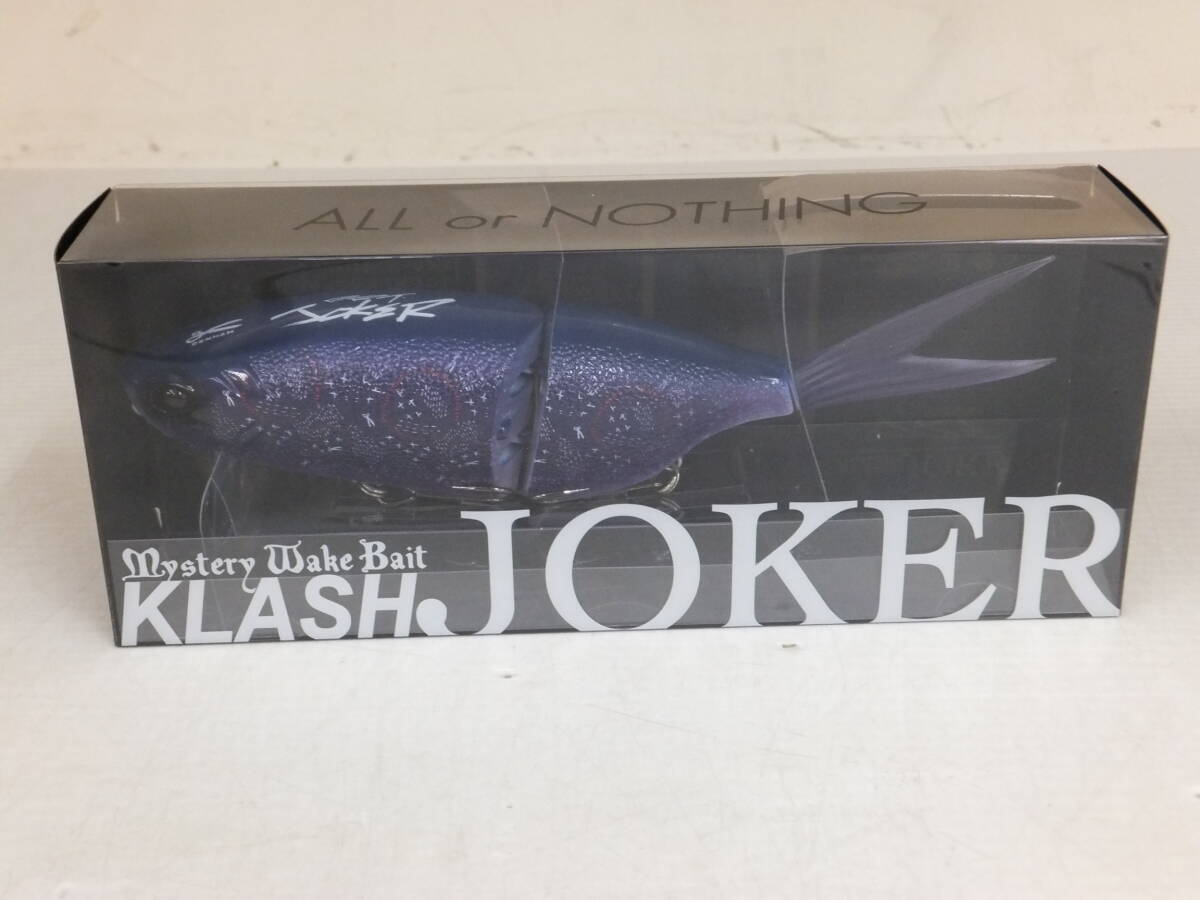 ALL or NOTHING
JOKER
Mystery Wake Bait
KLASH JOKER